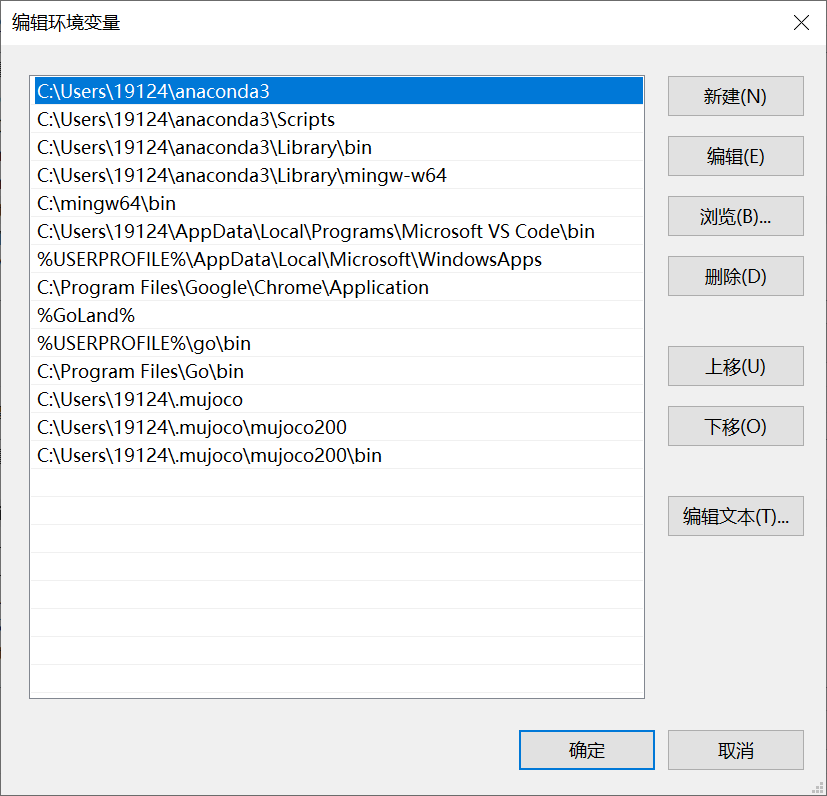 编辑环境变量
C:\Users\19124\anaconda3
C:\Users\19124\anaconda3\Scripts
C:\Users\19124\anaconda3\Library\bin
C:\Users\19124\anaconda3\Library\mingw-w64
C:\mingw64\bin
C:\Users\19124\AppData\Local\Programs\Microsoft VS Code\bin
%USERPROFILE%\AppData\Local\Microsoft\WindowsApps
C:\Program Files\Google\Chrome\Application
%GoLand%
%USERPROFILE%\go\bin
C:\Program Files\Go\bin
C:\Users\19124\.mujoco
C:\Users\19124\.mujoco\mujoco200
C:\Users\19124\.mujoco\mujoco200\bin
新建(N)
编辑(E)
浏览(B)...
删除(D)
上移(U)
下移(O)
编辑文本(T)...
确定
取消